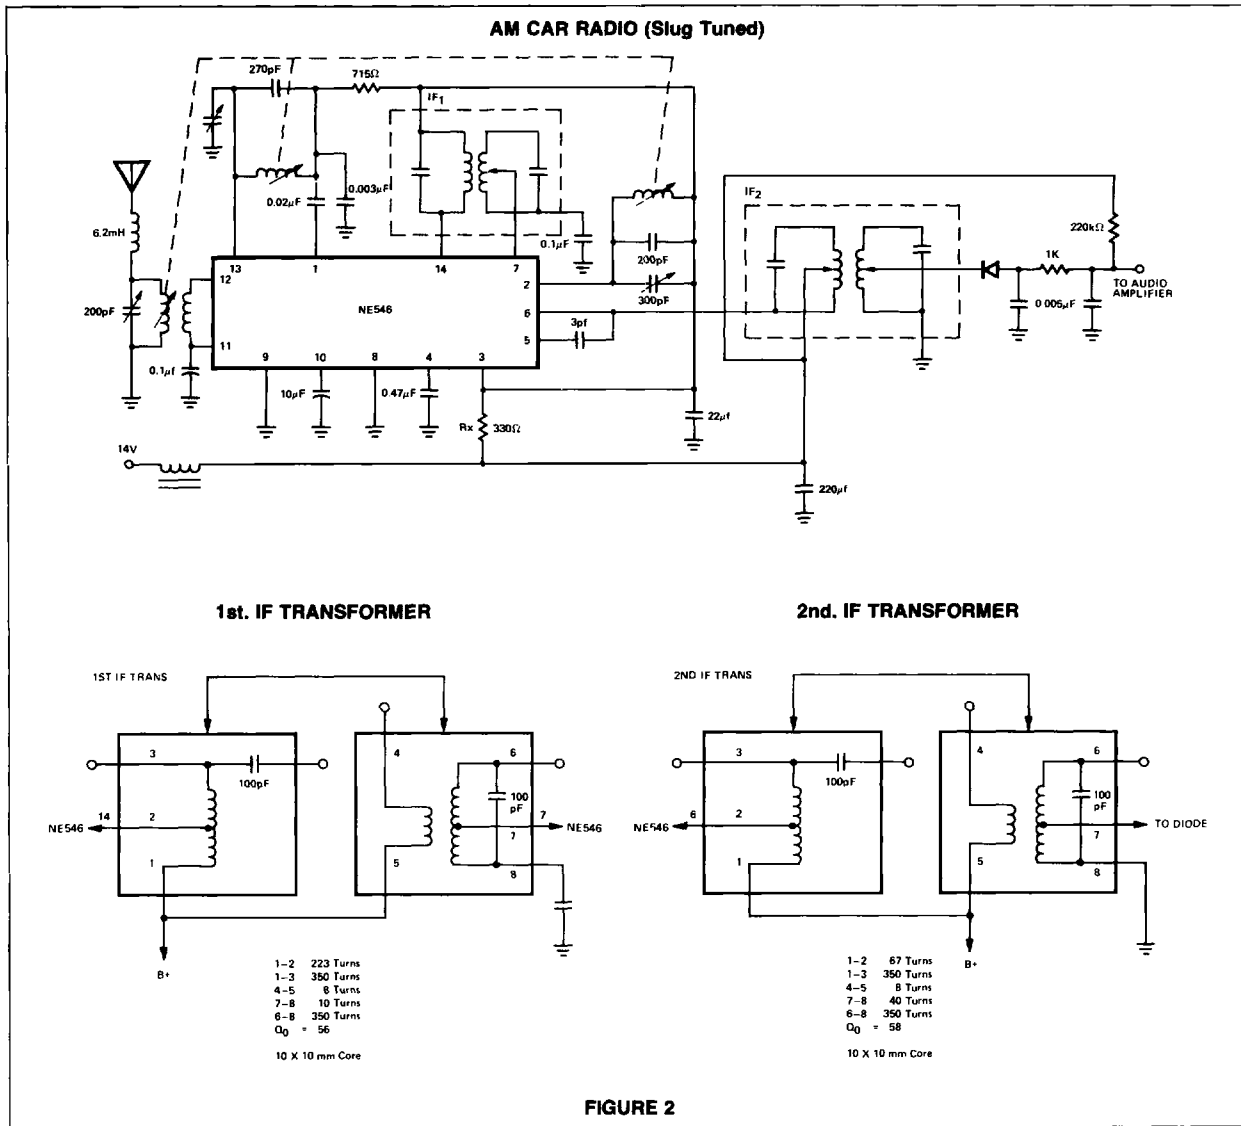 AM CAR RADIO (Slug Tuned)
270pF
715Ω
IF1
0.02µF
0.003µF
6.2mH
0.1µF
200pF
300pF
IF2
220kΩ
1K
TO AUDIO
AMPLIFIER
0.005µF
13
1
14
7
12
2
200pF
NE546
6
3pf
5
11
9
10
8
4
3
0.1µf
10µF
0.47µF
Rx
330Ω
22µf
14V
220µf
1st. IF TRANSFORMER
2nd. IF TRANSFORMER
1ST IF TRANS
3
100pF
14
NE546
2
1
B+
4
5
6
100
pF
7
7
NE546
8
1–2 223 Turns
1–3 350 Turns
4–5 8 Turns
7–8 10 Turns
6–8 350 Turns
Q0 = 56
10 X 10 mm Core
2ND IF TRANS
3
100pF
NE546
6
2
1
4
5
6
100
pF
7
TO DIODE
8
B+
1–2 67 Turns
1–3 350 Turns
4–5 8 Turns
7–8 40 Turns
6–8 350 Turns
Q0 = 58
10 X 10 mm Core
FIGURE 2